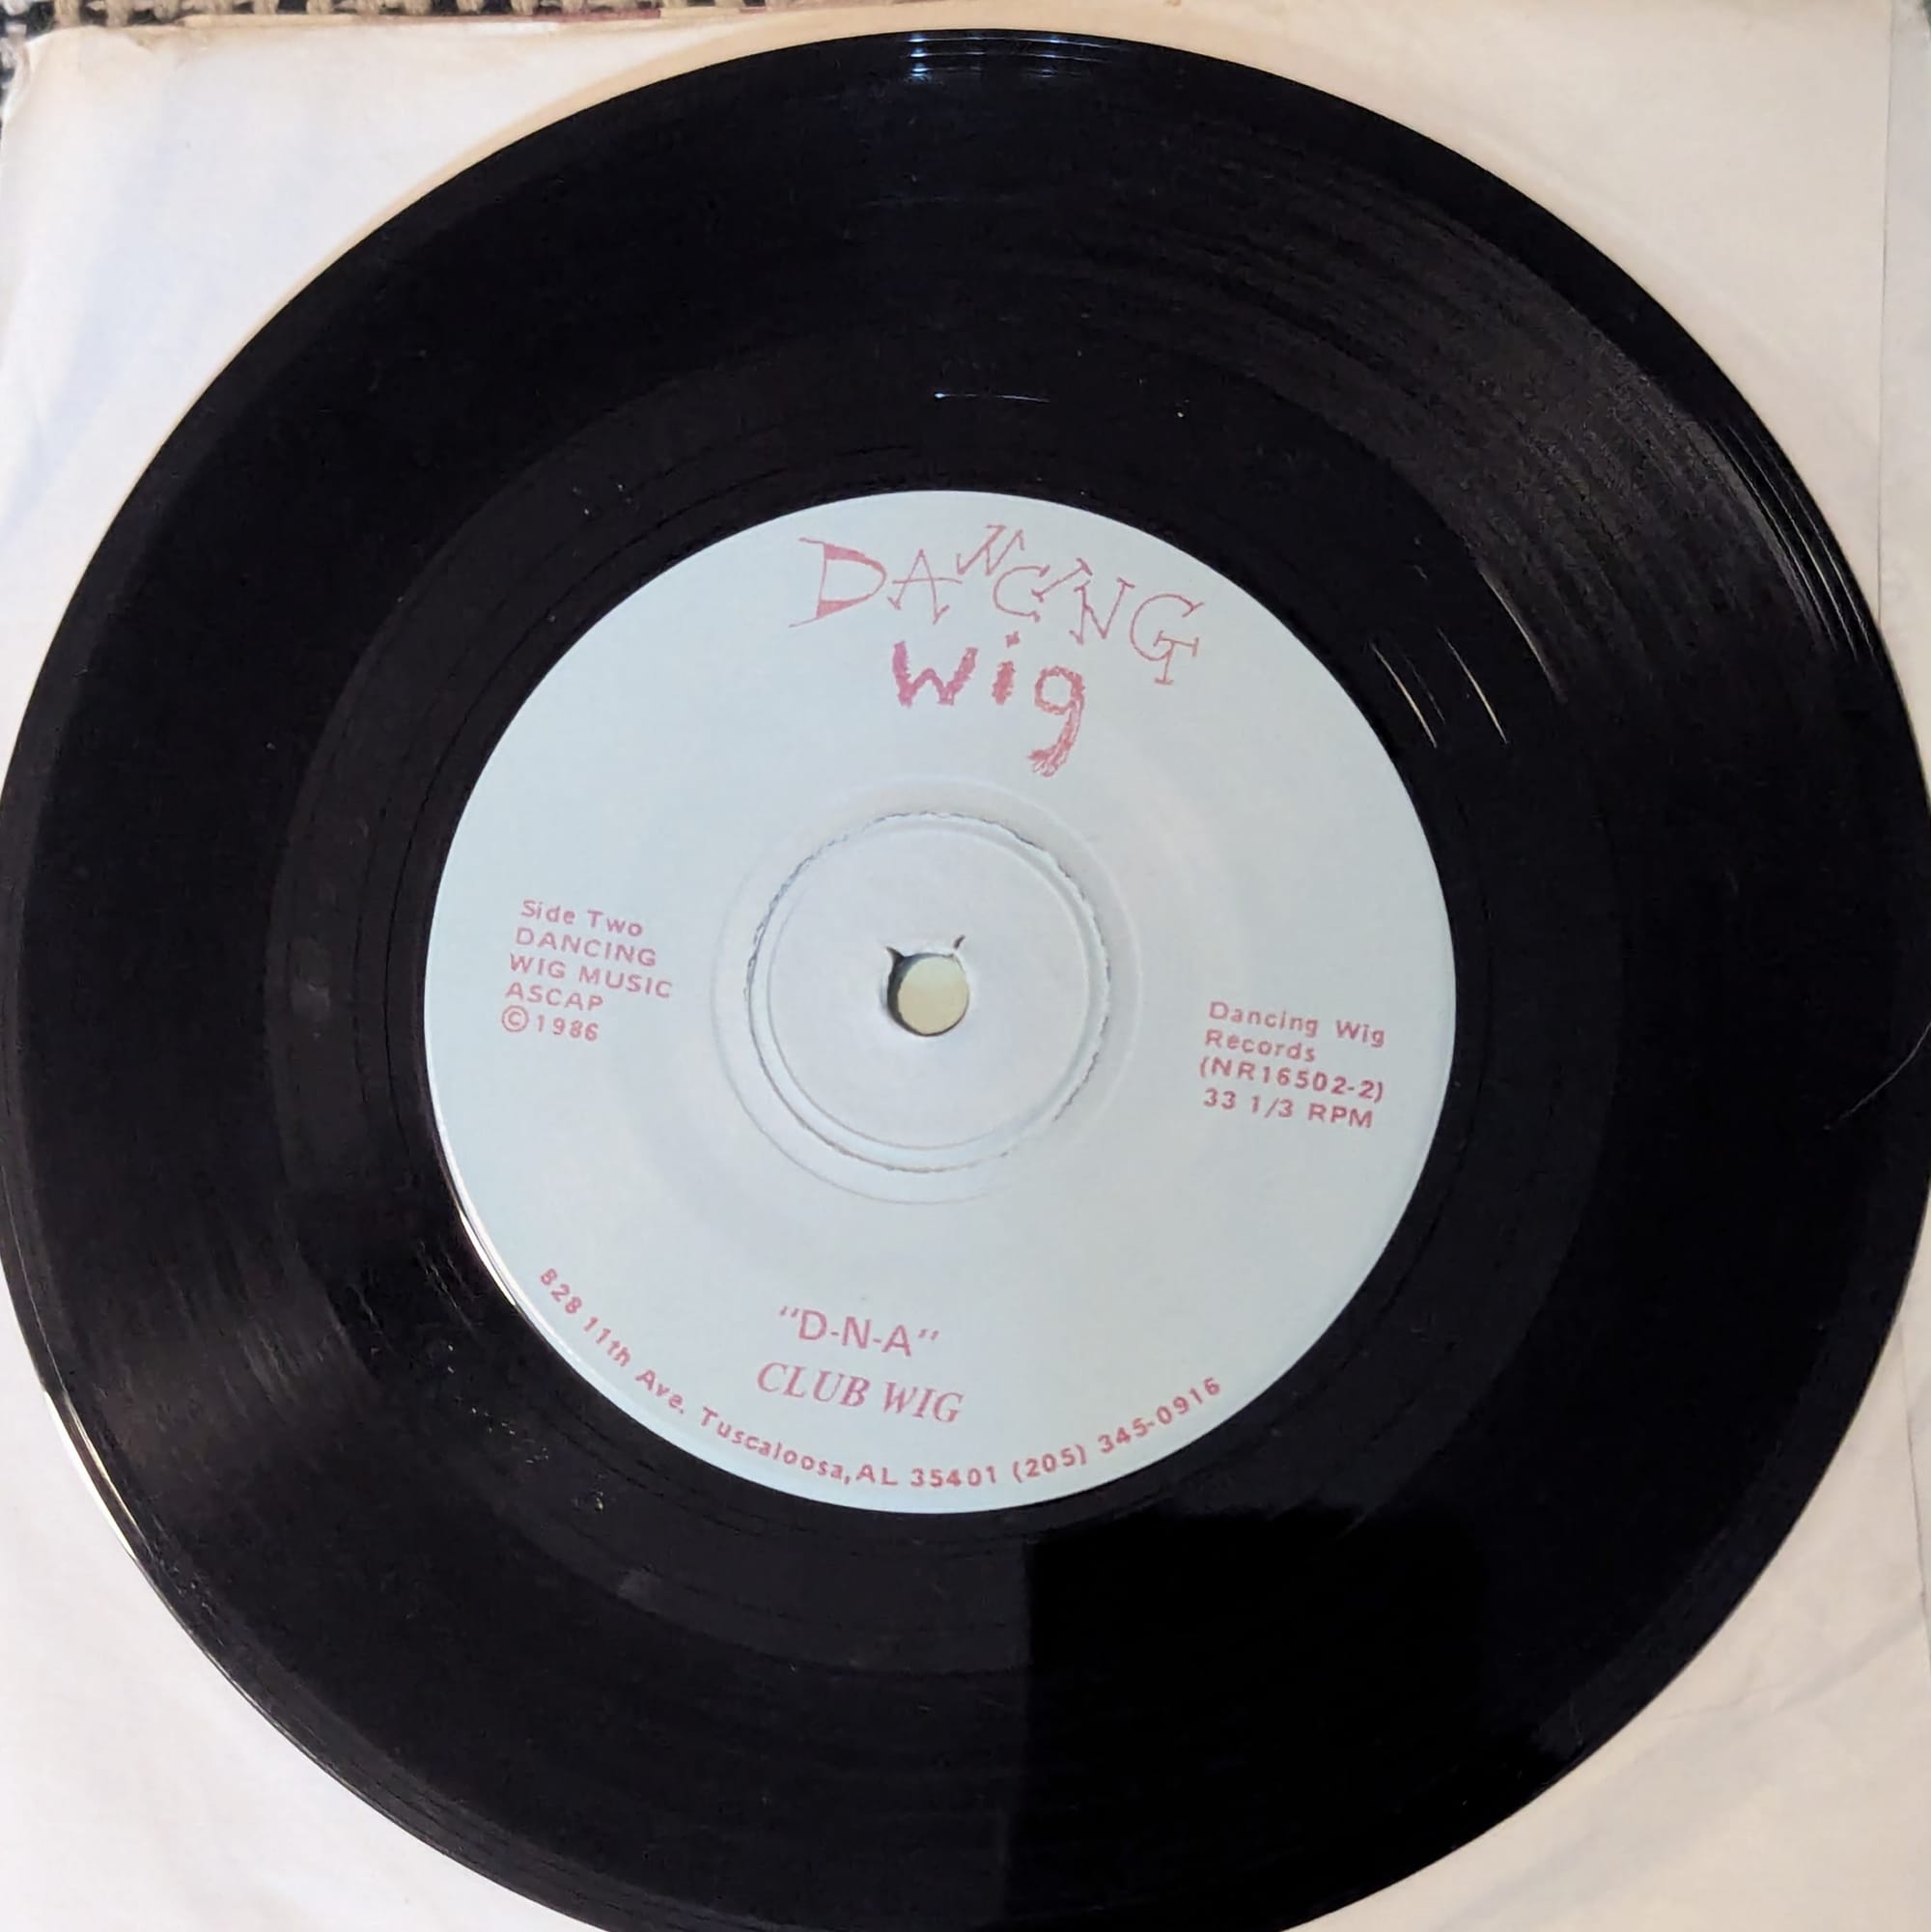 DANCING
wig
Side Two
DANCING
WIG MUSIC
ASCAP
©1986
Dancing Wig
Records
(NR16502-2)
33 1/3 RPM
"D-N-A"
CLUB WIG
828 11th Ave. Tuscaloosa, AL 35401 (205) 345-0916